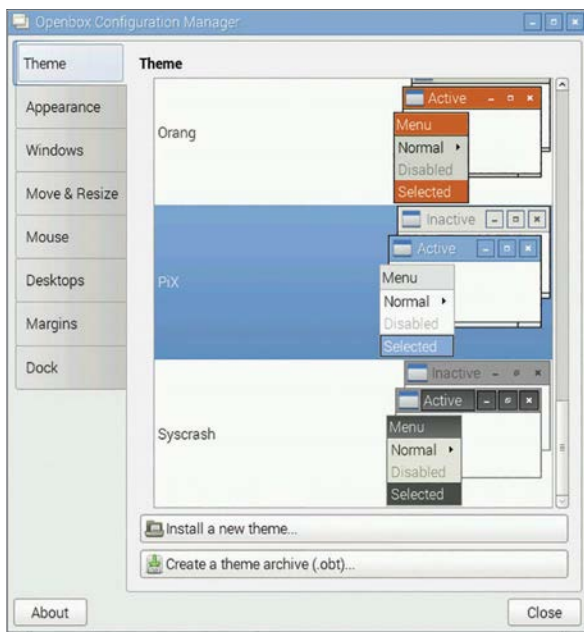 Openbox Configuration Manager
Theme
Appearance
Windows
Move & Resize
Mouse
Desktops
Margins
Dock
Theme
Orang
Active
Menu
Normal
Disabled
Selected
PiX
Inactive
Active
Menu
Normal
Disabled
Selected
Syscrash
Inactive
Active
Menu
Normal
Disabled
Selected
Install a new theme...
Create a theme archive (.obt)...
About
Close